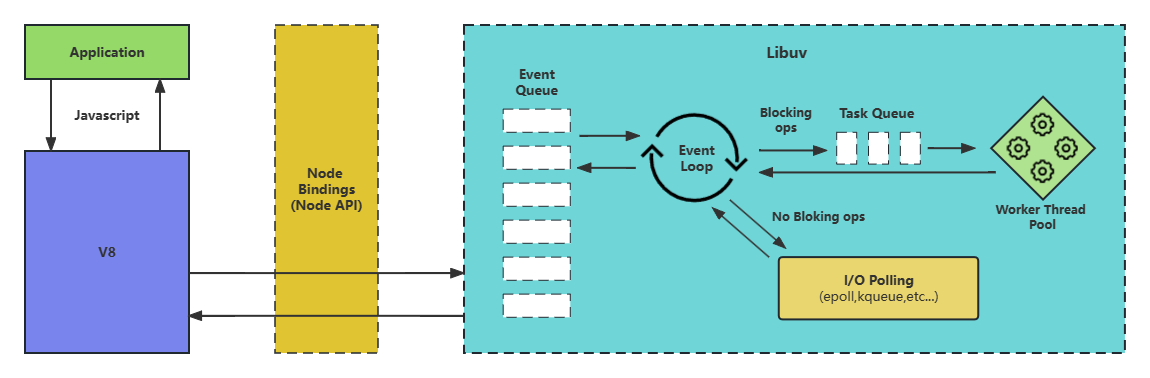 Application
Javascript
V8
Node
Bindings
(Node API)
Libuv
Event
Queue
Event
Loop
Blocking
ops
Task Queue
Worker Thread
Pool
No Bloking ops
I/O Polling
(epoll,kqueue,etc...)